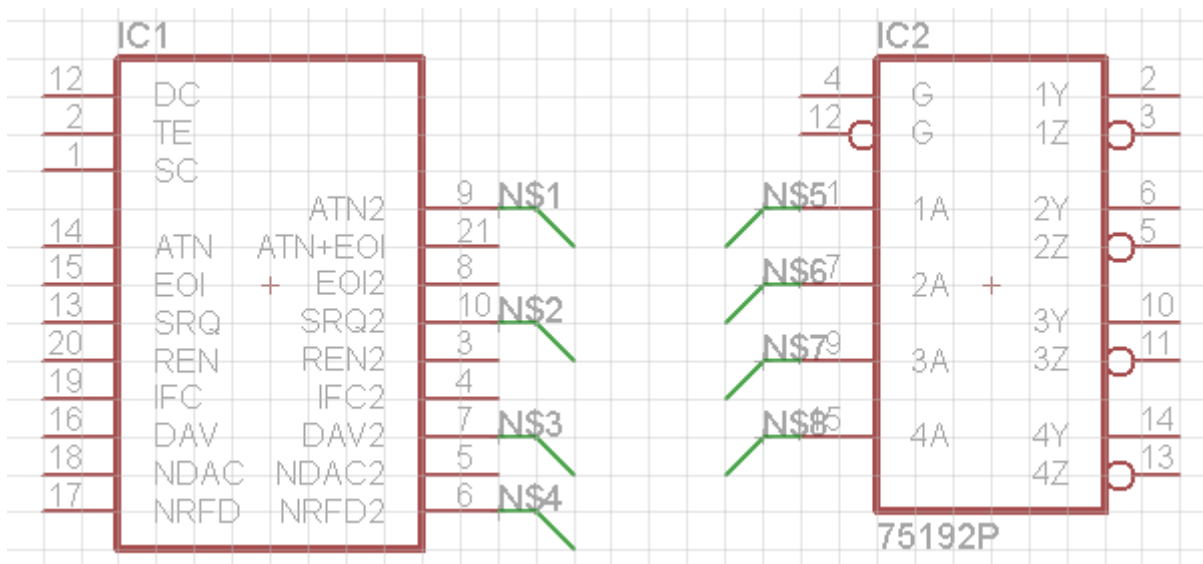 IC1
12 DC
2 TE
1 SC
ATN2 9 N$1
14 ATN ATN+EOI 21
15 EOI EOI2 8
13 SRQ SRQ2 10 N$2
20 REN REN2 3
19 IFC IFC2 4
16 DAV DAV2 7 N$3
18 NDAC NDAC2 5
17 NRFD NRFD2 6 N$4
IC2
4 G 1Y 2
12 G 1Z 3
N$5 1 1A 2Y 6
2Z 5
N$6 7 2A
3Y 10
N$7 9 3A 3Z 11
N$8 15 4A 4Y 14
4Z 13
75192P